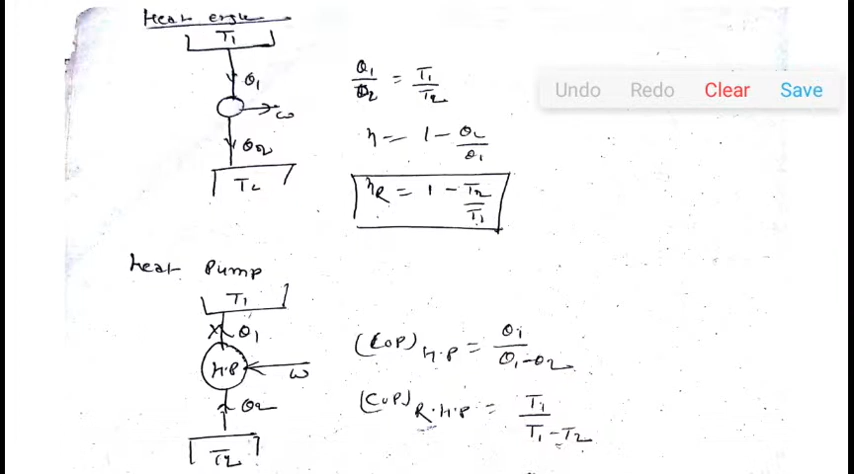 Heat engine
T1
Q1
W
Q2
T2
Q1/Q2 = T1/T2
η = 1 - Q2/Q1
ηR = 1 - T2/T1
Undo Redo Clear Save
Heat Pump
T1
Q1
H.P
W
Q2
T2
(COP)H.P = Q1/Q1-Q2
(COP)R.H.P = T1/T1-T2